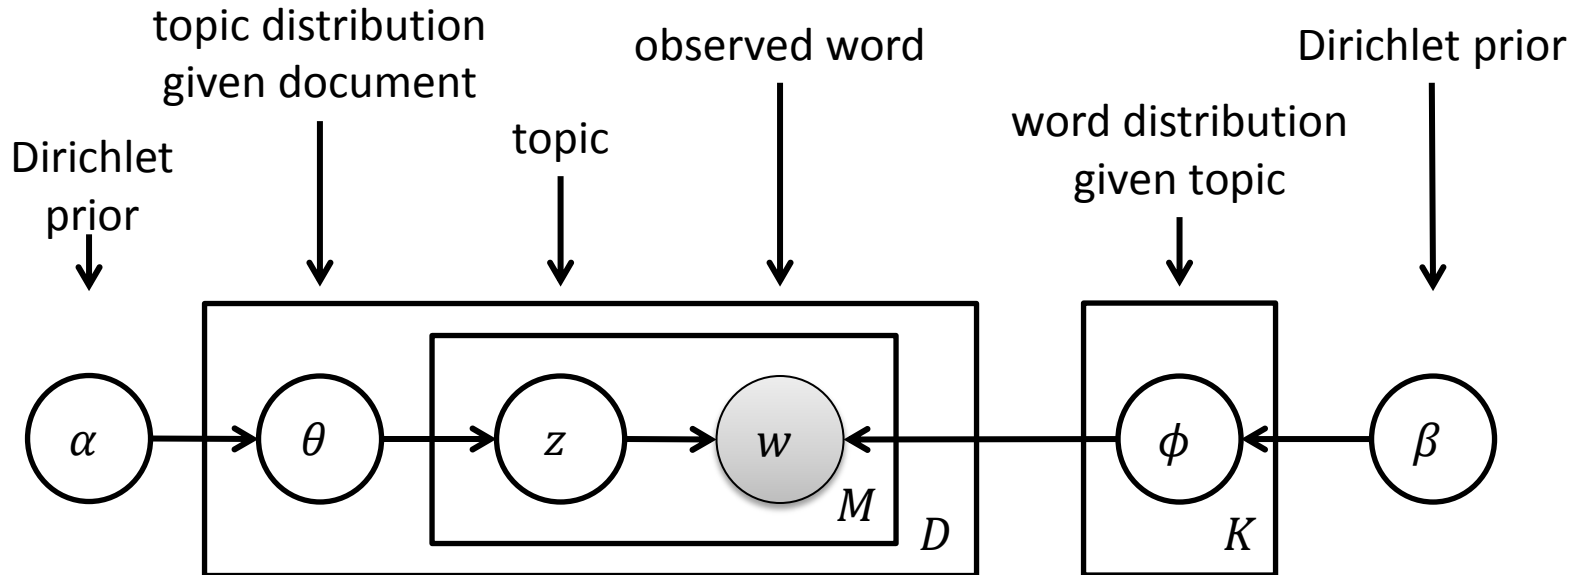 topic distribution
given document
observed word
Dirichlet prior
topic
word distribution
given topic
Dirichlet
prior
α
θ
z
w
ϕ
β
M
D
K